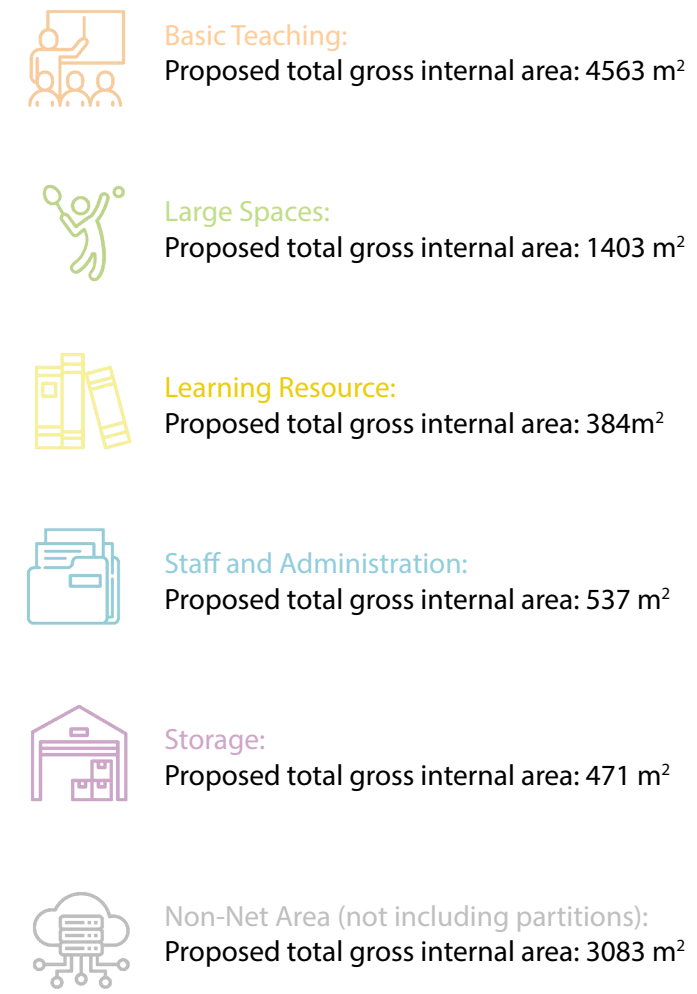 Basic Teaching:
Proposed total gross internal area: 4563 m²
Large Spaces:
Proposed total gross internal area: 1403 m²
Learning Resource:
Proposed total gross internal area: 384m²
Staff and Administration:
Proposed total gross internal area: 537 m²
Storage:
Proposed total gross internal area: 471 m²
Non-Net Area (not including partitions):
Proposed total gross internal area: 3083 m²